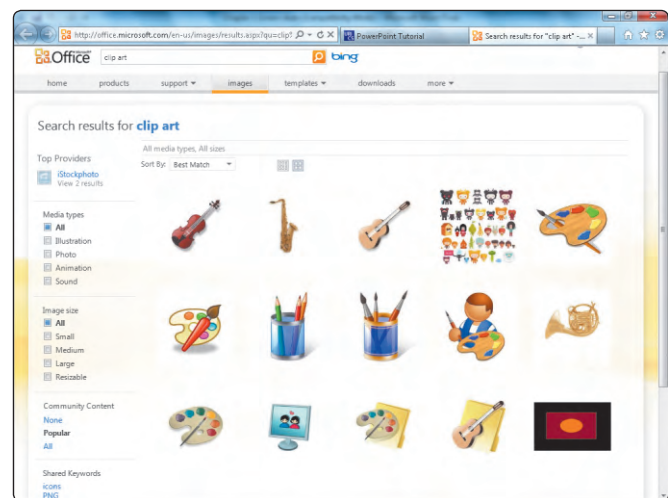 http://office.microsoft.com/en-us/images/results.aspx?qu=clip
PowerPoint Tutorial
Search results for "clip art" -...
Microsoft
Office
clip art
bing
home products support images templates downloads more
Search results for clip art
Top Providers
iStockphoto
View 2 results
All media types, All sizes
Sort By: Best Match
Media types
All
Illustration
Photo
Animation
Sound
Image size
All
Small
Medium
Large
Resizable
Community Content
None
Popular
All
Shared Keywords
icons
PNG